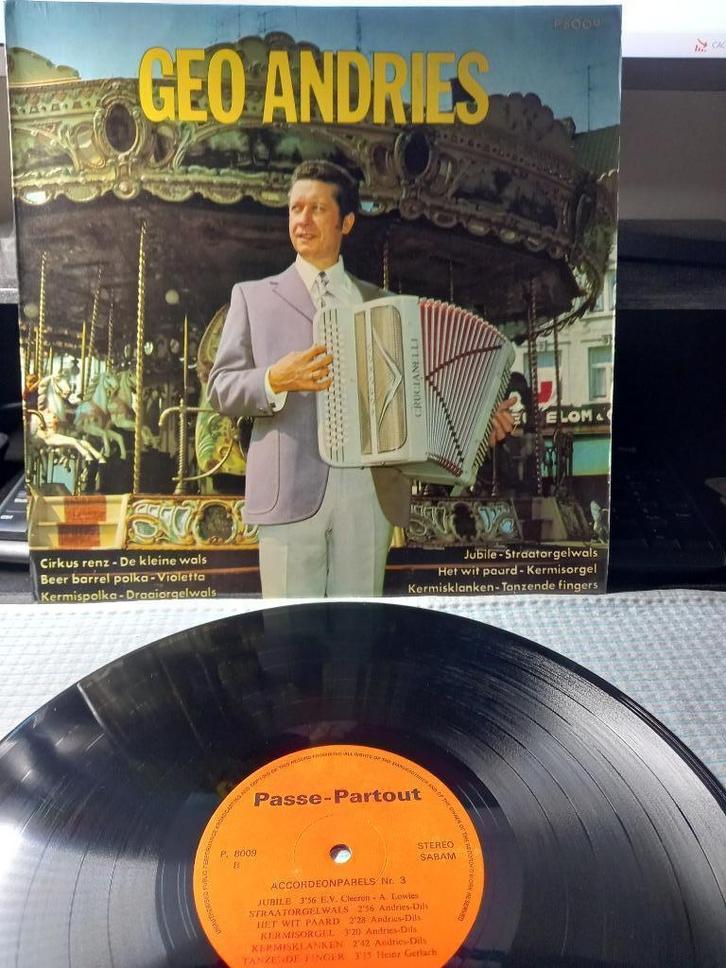 P8009
GEO ANDRIES
CRUCIANELLI
ELOM &
Cirkus renz - De kleine wals
Beer barrel polka - Violetta
Kermispolka - Draaiorgelwals
Jubile - Straatorgelwals
Het wit paard - Kermisorgel
Kermisklanken - Tanzende fingers
Passe-Partout
P. 8009
B
STEREO
SABAM
ACCORDEONPARELS Nr. 3
JUBILE 3'56 E.V. Cleeren - A. Lowies
STRAATORGELWALS 2'56 Andries-Dils
HET WIT PAARD 2'28 Andries-Dils
KERMISORGEL 3'20 Andries-Dils
KERMISKLANKEN 2'42 Andries-Dils
TANZENDE FINGER 3'15 Heinz Gerlach